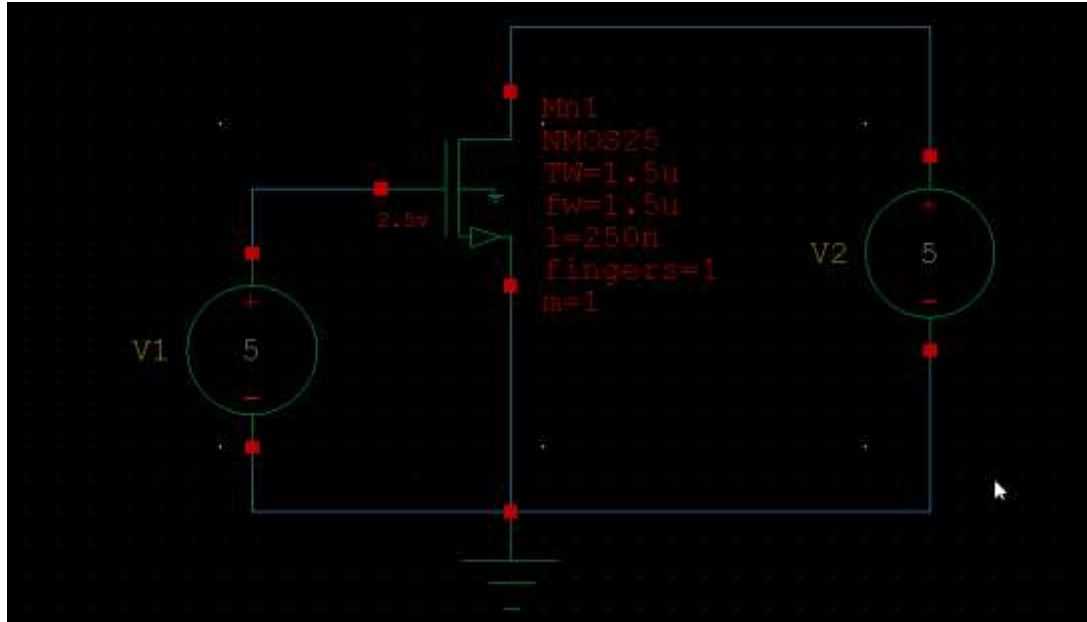 Mn1
NMOS25
TW=1.5u
fw=1.5u
l=250n
fingers=1
m=1
2.5v
V1
+
5
-
V2
+
5
-